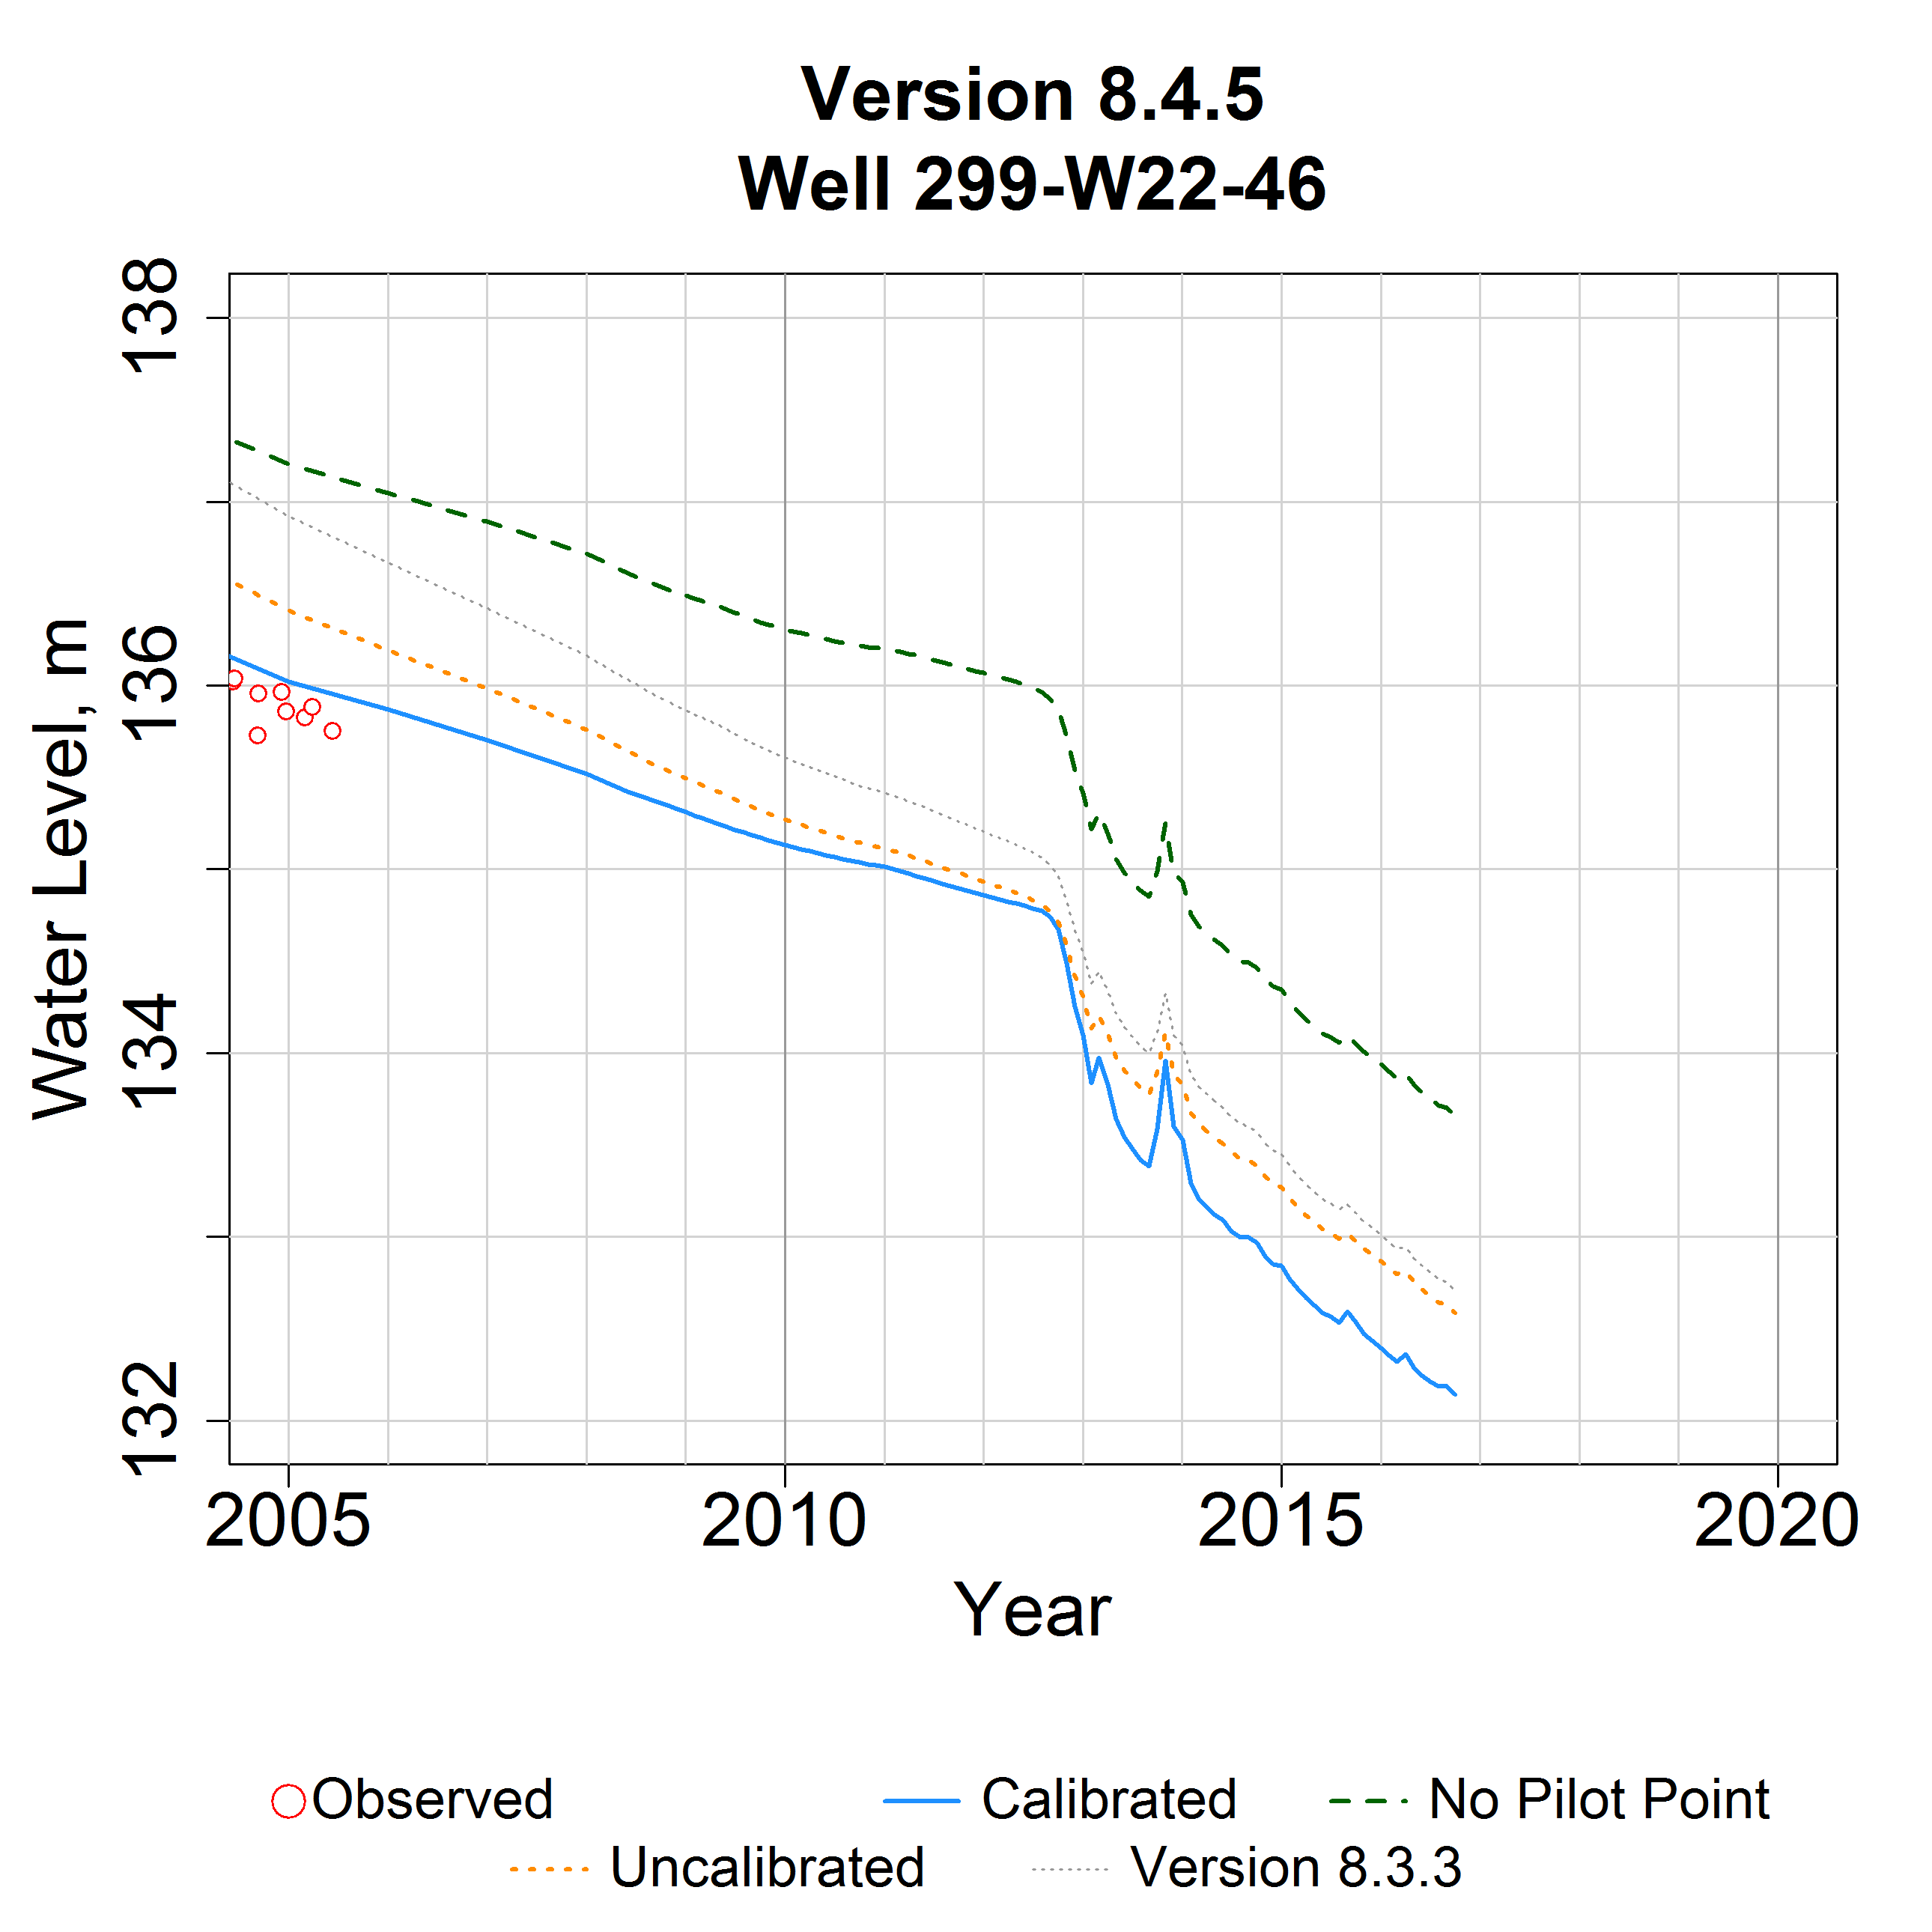 Version 8.4.5
Well 299-W22-46
138
136
134
132
Water Level, m
2005 2010 2015 2020
Year
Observed Calibrated No Pilot Point
Uncalibrated Version 8.3.3